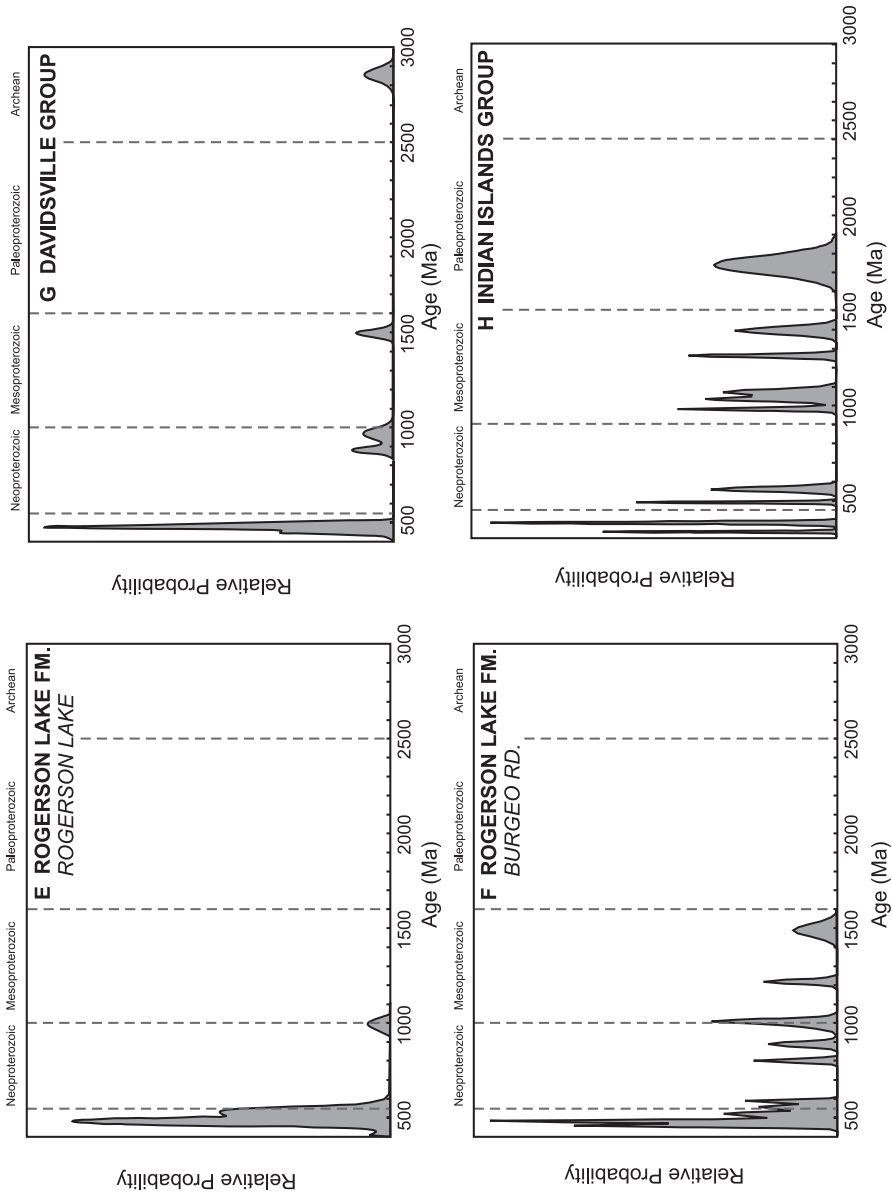 Neoproterozoic Mesoproterozoic Paleoproterozoic Archean
E ROGERSON LAKE FM.
ROGERSON LAKE
Relative Probability
500 1000 1500 2000 2500 3000
Age (Ma)
Neoproterozoic Mesoproterozoic Paleoproterozoic Archean
G DAVIDSVILLE GROUP
Relative Probability
500 1000 1500 2000 2500 3000
Age (Ma)
Neoproterozoic Mesoproterozoic Paleoproterozoic Archean
F ROGERSON LAKE FM.
BURGEO RD.
Relative Probability
500 1000 1500 2000 2500 3000
Age (Ma)
Neoproterozoic Mesoproterozoic Paleoproterozoic Archean
H INDIAN ISLANDS GROUP
Relative Probability
500 1000 1500 2000 2500 3000
Age (Ma)